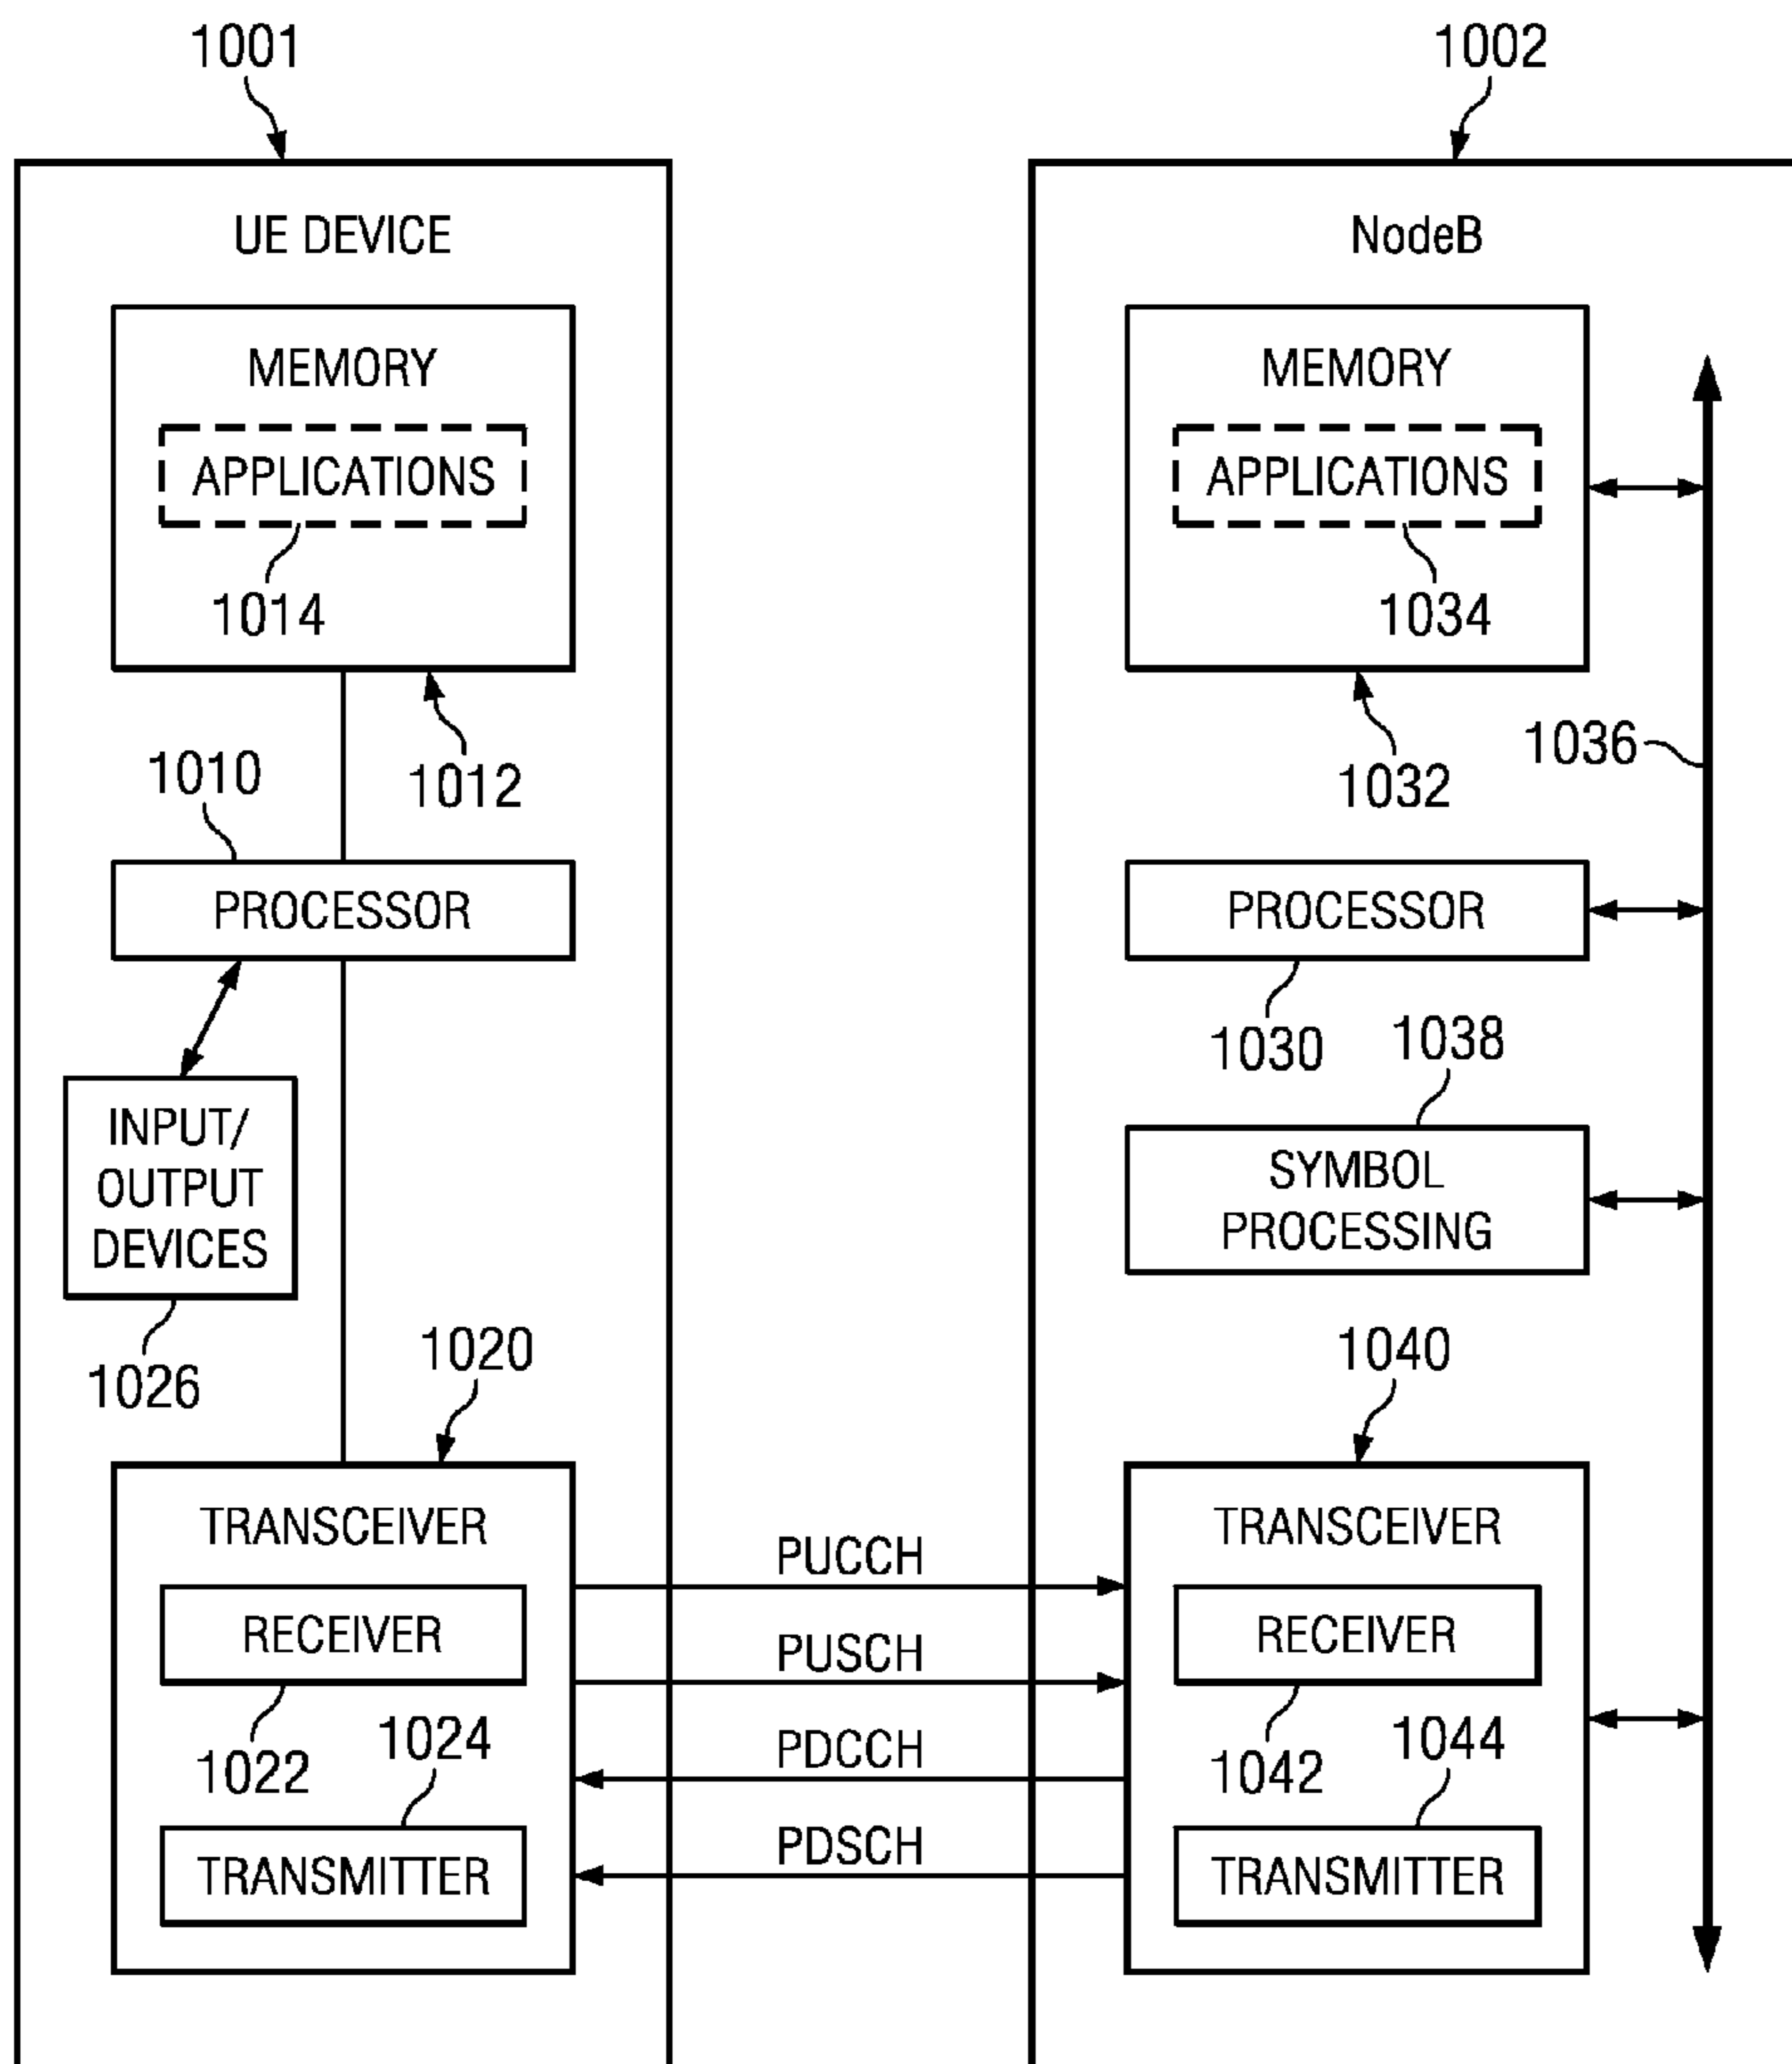 1001
UE DEVICE
MEMORY
APPLICATIONS
1014
1012
1010
PROCESSOR
INPUT/
OUTPUT
DEVICES
1026
1020
TRANSCEIVER
RECEIVER
1022
1024
TRANSMITTER
PUCCH
PUSCH
PDCCH
PDSCH
1002
NodeB
MEMORY
APPLICATIONS
1034
1032
1036
PROCESSOR
1030
1038
SYMBOL
PROCESSING
1040
TRANSCEIVER
RECEIVER
1042
1044
TRANSMITTER